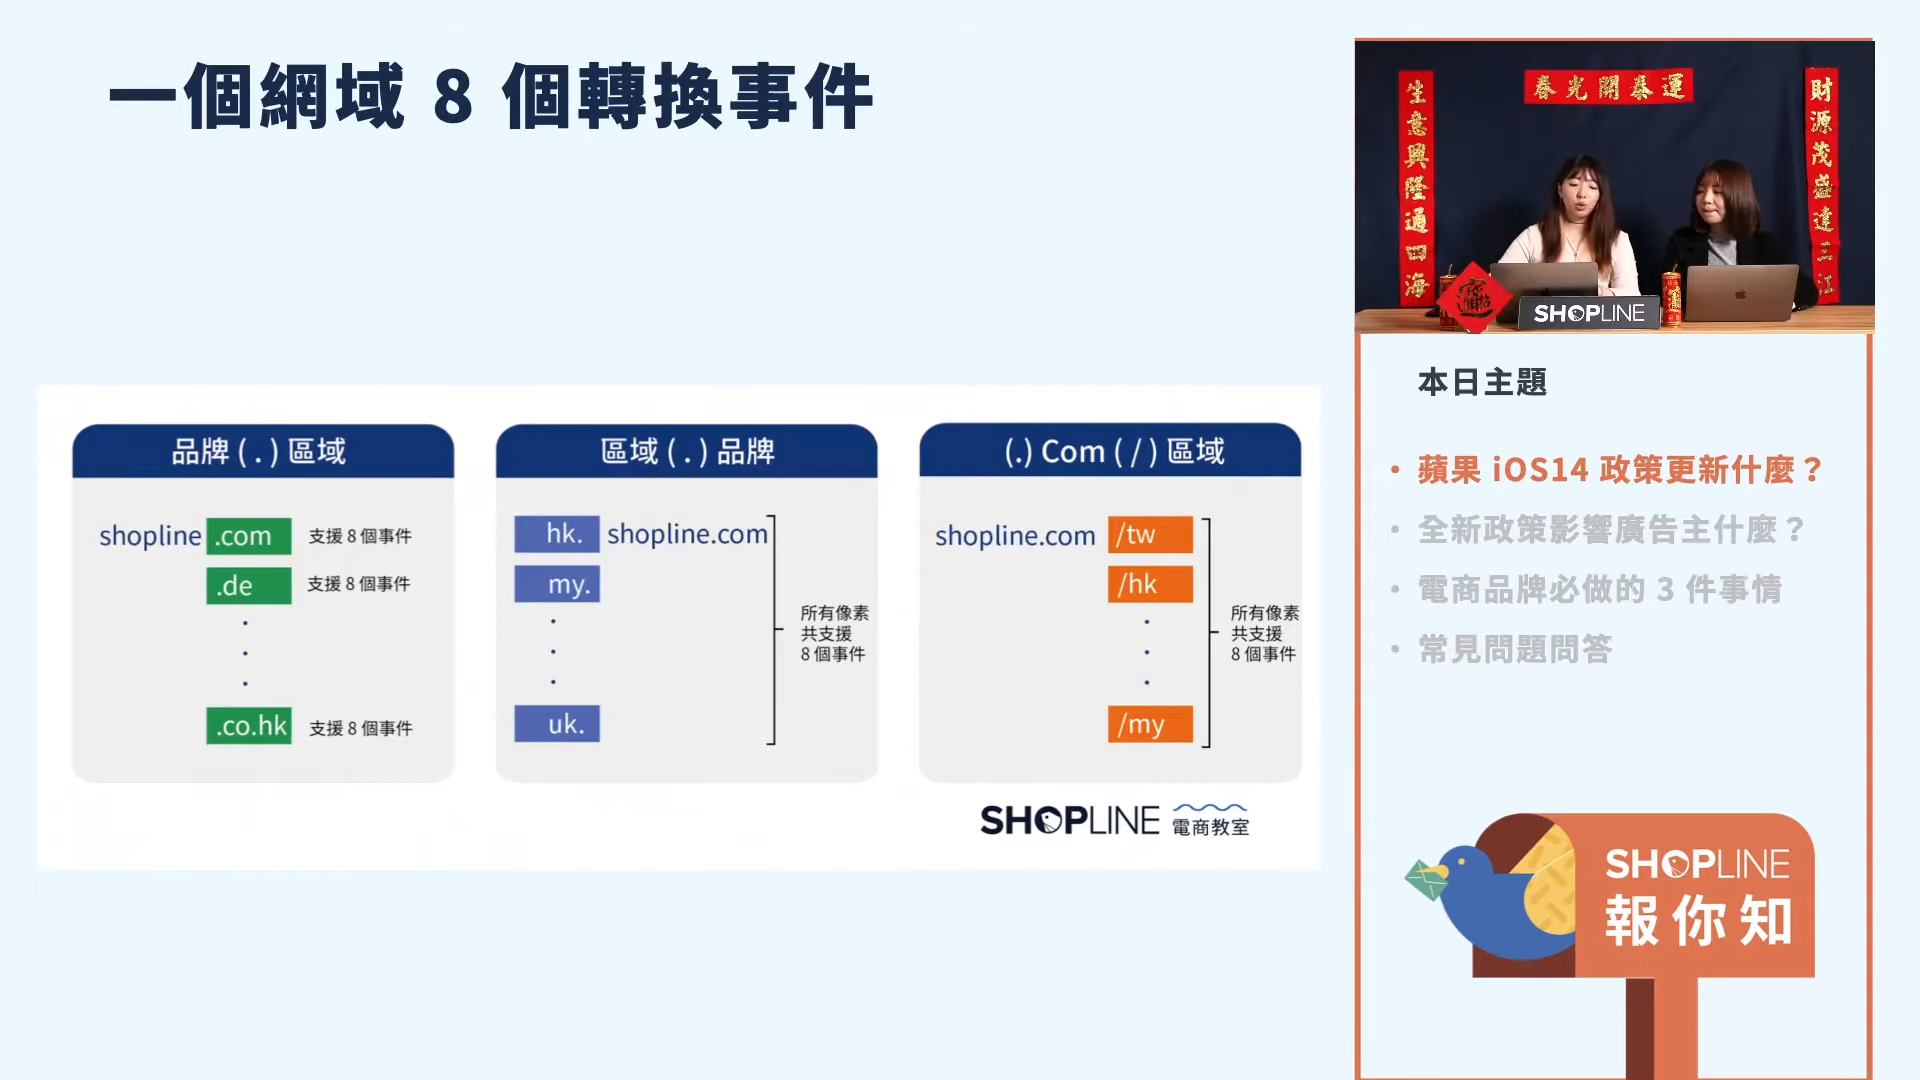 一個網域 8 個轉換事件
品牌 ( . ) 區域
shopline .com 支援 8 個事件
.de 支援 8 個事件
.co.hk 支援 8 個事件
區域 ( . ) 品牌
hk. shopline.com
my.
uk.
所有像素
共支援
8 個事件
(.) Com ( / ) 區域
shopline.com /tw
/hk
/my
所有像素
共支援
8 個事件
SHOPLINE 電商教室
春光開泰運
生意興隆通四海
財源茂盛達三江
SHOPLINE
本日主題
• 蘋果 iOS14 政策更新什麼？
• 全新政策影響廣告主什麼？
• 電商品牌必做的 3 件事情
• 常見問題問答
SHOPLINE
報你知